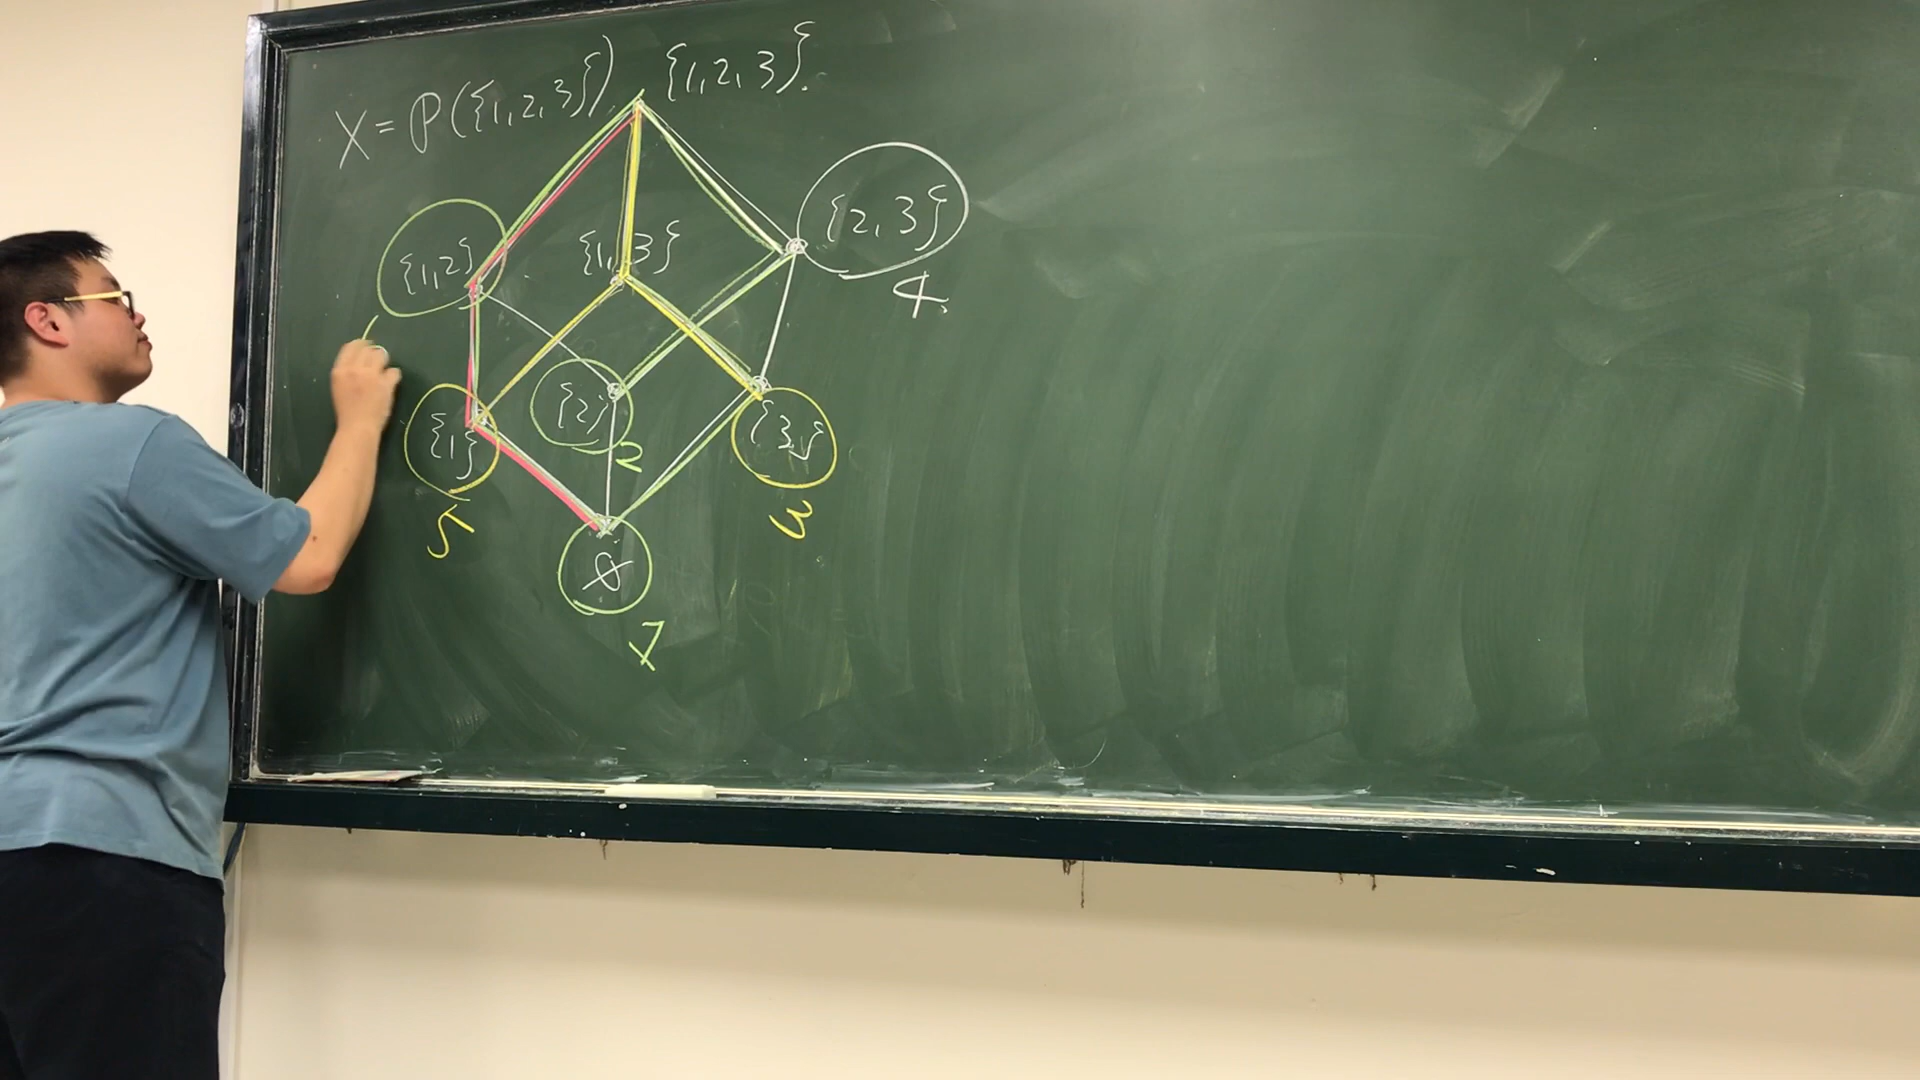 X = P({1,2,3}) {1,2,3}.
{1,2} {1,3} {2,3}
4.
{1} {2} {3}
2
5 3
∅
1